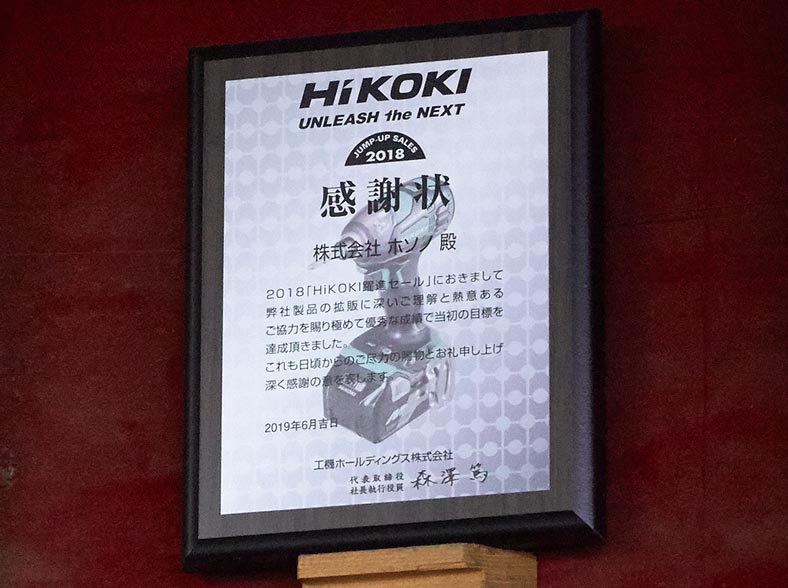 HiKOKI
UNLEASH the NEXT
JUMP-UP SALES
2018
感謝状
株式会社 ホソノ 殿
2018「HiKOKI躍進セール」におきまして
弊社製品の拡販に深いご理解と熱意ある
ご協力を賜り極めて優秀な成績で当初の目標を
達成頂きました。
これも日頃からのご尽力の賜物とお礼申し上げ
深く感謝の意を表します。
2019年6月吉日
工機ホールディングス株式会社
代表取締役
社長執行役員 森澤篤